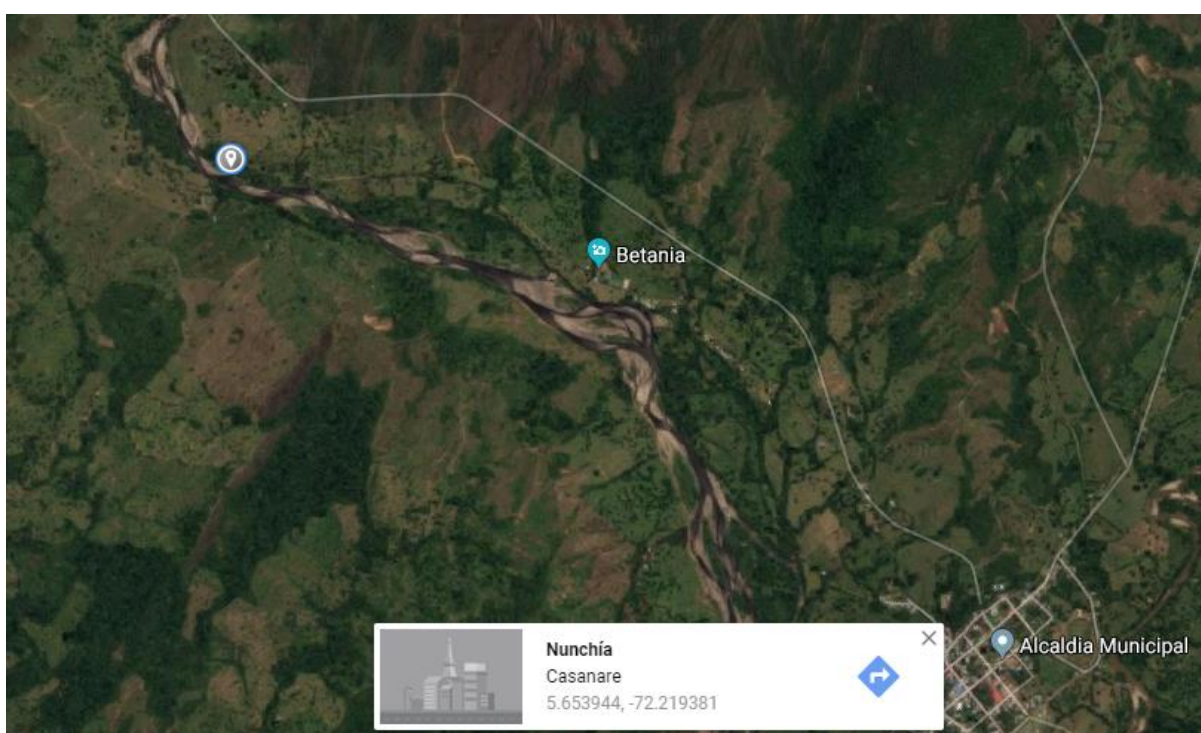 Betania
Nunchía
Casanare
5.653944, -72.219381
Alcaldia Municipal